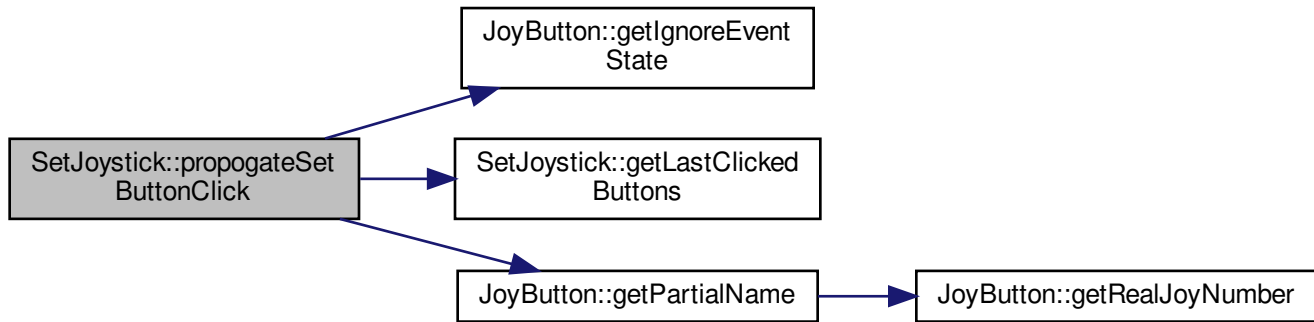 JoyButton::getIgnoreEvent
State
SetJoystick::propogateSet
ButtonClick
SetJoystick::getLastClicked
Buttons
JoyButton::getPartialName
JoyButton::getRealJoyNumber